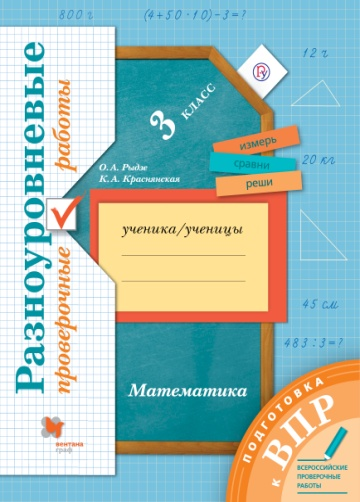 800 г
(4+50·10)-3=?
12 ч
3 КЛАСС
О. А. Рыдзе
К. А. Краснянская
измерь
сравни
реши
20 кг
Разноуровневые
проверочные работы
ученика/ученицы
45 см
483:3=?
Математика
вентана
граф
ПОДГОТОВКА
к ВПР
ВСЕРОССИЙСКИЕ
ПРОВЕРОЧНЫЕ
РАБОТЫ